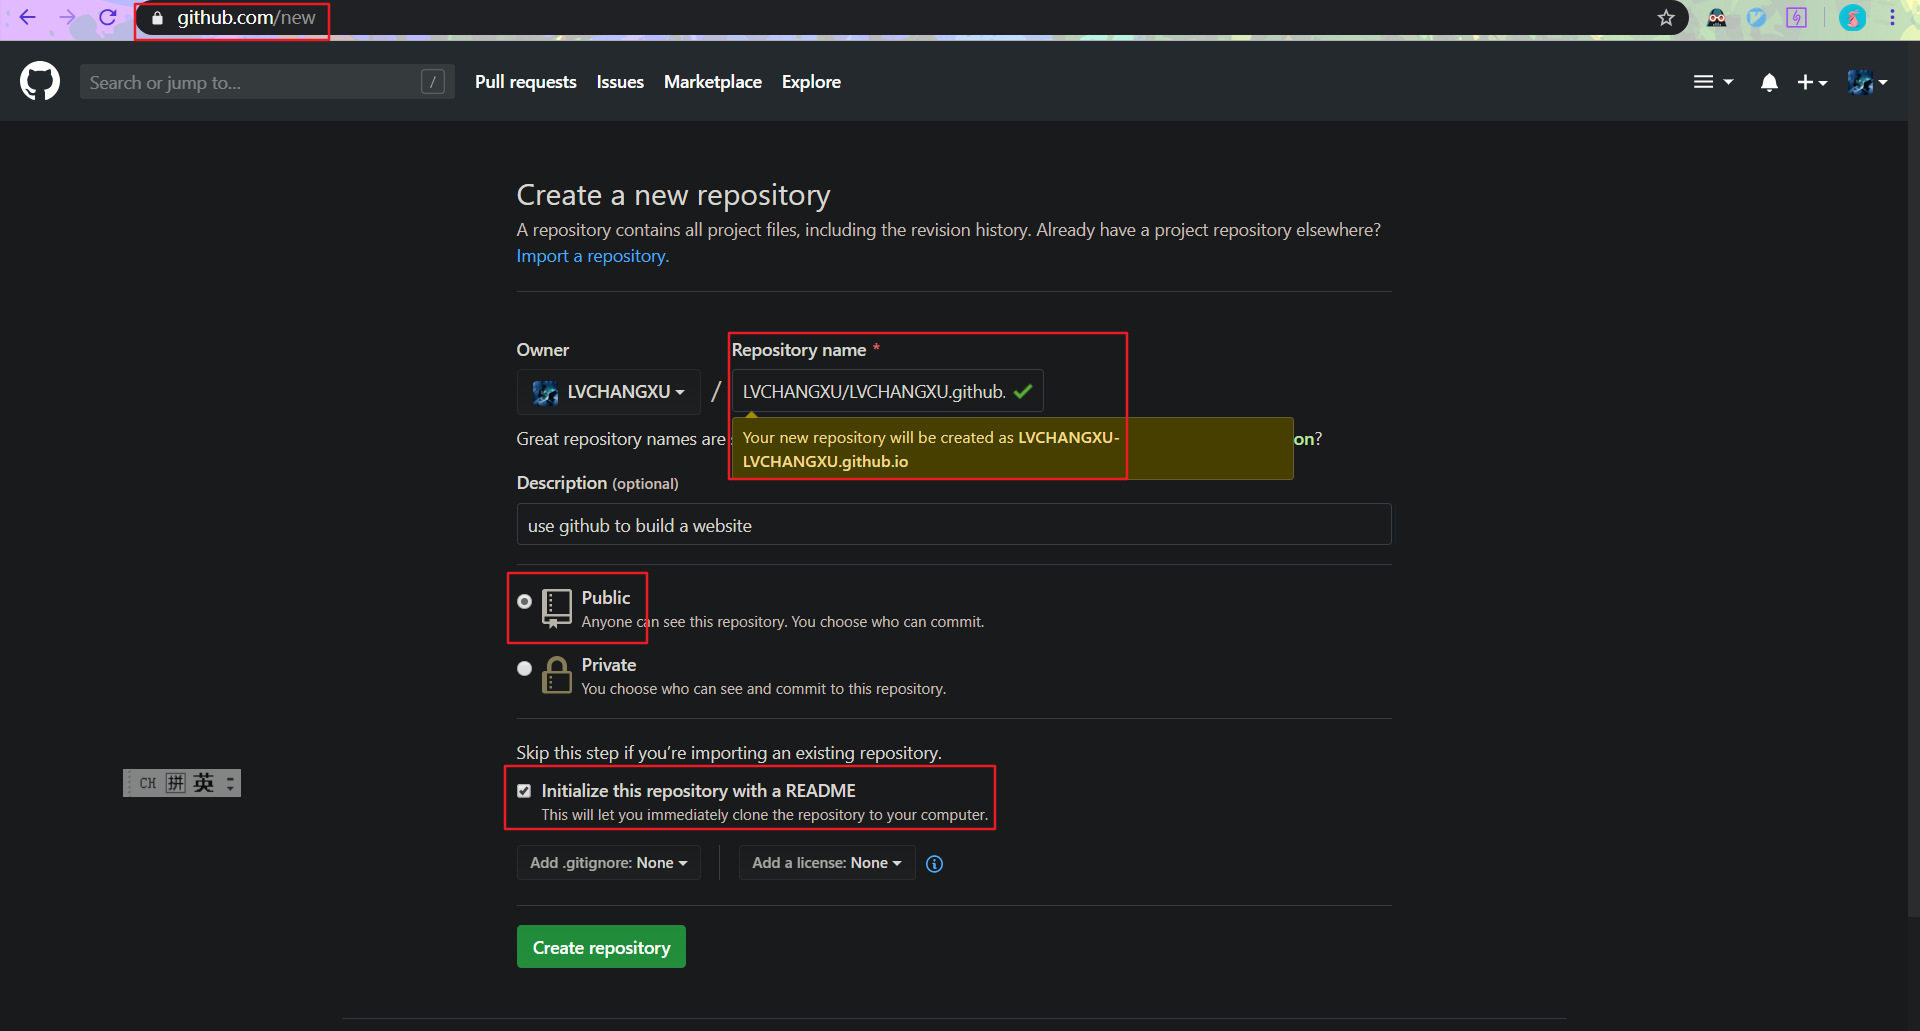 github.com/new
Search or jump to...
/
Pull requests
Issues
Marketplace
Explore
Create a new repository
A repository contains all project files, including the revision history. Already have a project repository elsewhere?
Import a repository.
Owner
Repository name *
LVCHANGXU
/
LVCHANGXU/LVCHANGXU.github.
Great repository names are
on?
Your new repository will be created as LVCHANGXU-
LVCHANGXU.github.io
Description (optional)
use github to build a website
Public
Anyone can see this repository. You choose who can commit.
Private
You choose who can see and commit to this repository.
Skip this step if you’re importing an existing repository.
CH 拼 英
Initialize this repository with a README
This will let you immediately clone the repository to your computer.
Add .gitignore: None
Add a license: None
Create repository